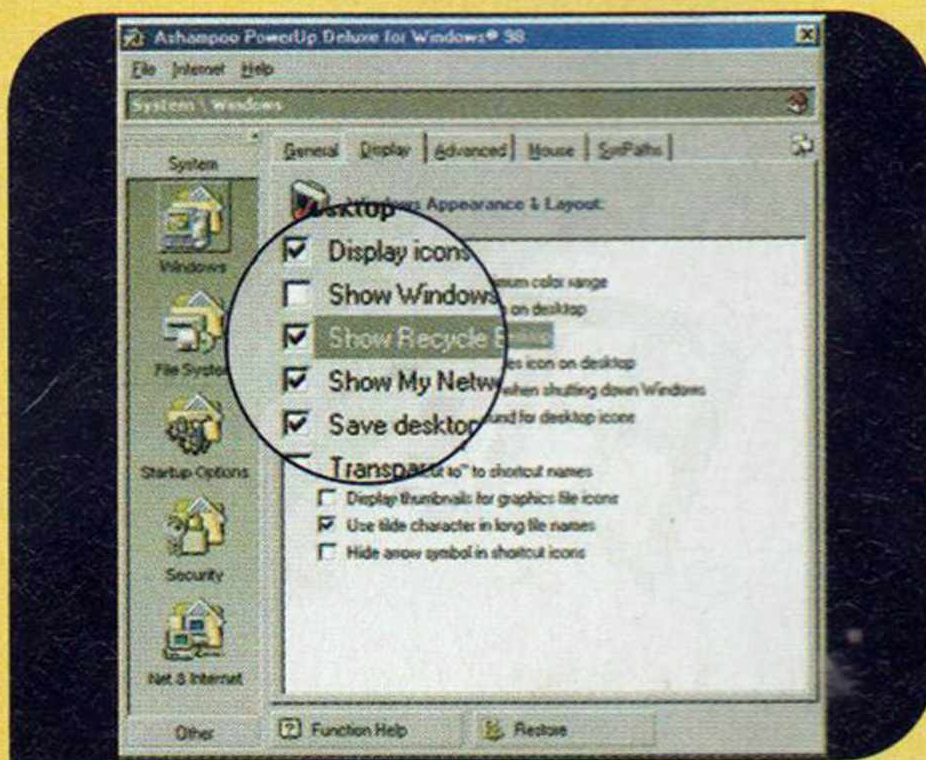 Ashampoo PowerUp Deluxe for Windows® 98
File Internet Help
System \ Windows
System
General Display Advanced Mouse SysPaths
Windows Appearance & Layout:
Desktop
Display icons
mum color range
Show Windows
on desktop
Show Recycle B
es icon on desktop
Show My Netw
when shutting down Windows
Save desktop
und for desktop icons
Transpar
ut to" to shortcut names
Display thumbnails for graphics file icons
Use tilde character in long file names
Hide arrow symbol in shortcut icons
Windows
File System
Startup Options
Security
Net & Internet
Other
Function Help
Restore